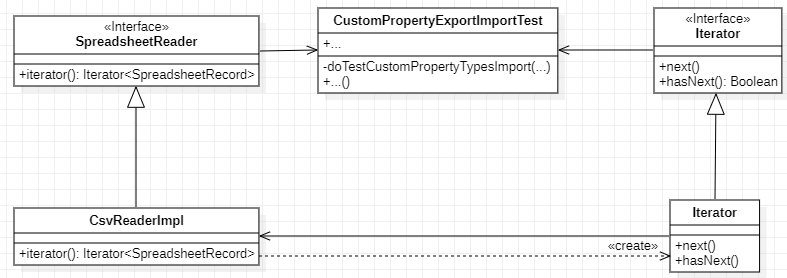 «Interface»
SpreadsheetReader
+iterator(): Iterator<SpreadsheetRecord>
CustomPropertyExportImportTest
+...
-doTestCustomPropertyTypesImport(...)
+...()
«Interface»
Iterator
+next()
+hasNext(): Boolean
CsvReaderImpl
+iterator(): Iterator<SpreadsheetRecord>
«create»
Iterator
+next()
+hasNext()